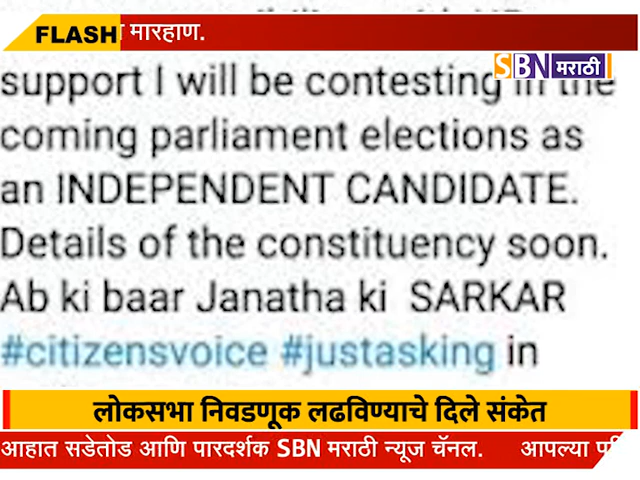 FLASH
मारहाण.
SBN मराठी
support I will be contesting in the
coming parliament elections as
an INDEPENDENT CANDIDATE.
Details of the constituency soon.
Ab ki baar Janatha ki SARKAR
#citizensvoice #justasking in
लोकसभा निवडणूक लढविण्याचे दिले संकेत
आहात सडेतोड आणि पारदर्शक SBN मराठी न्यूज चॅनल. आपल्या